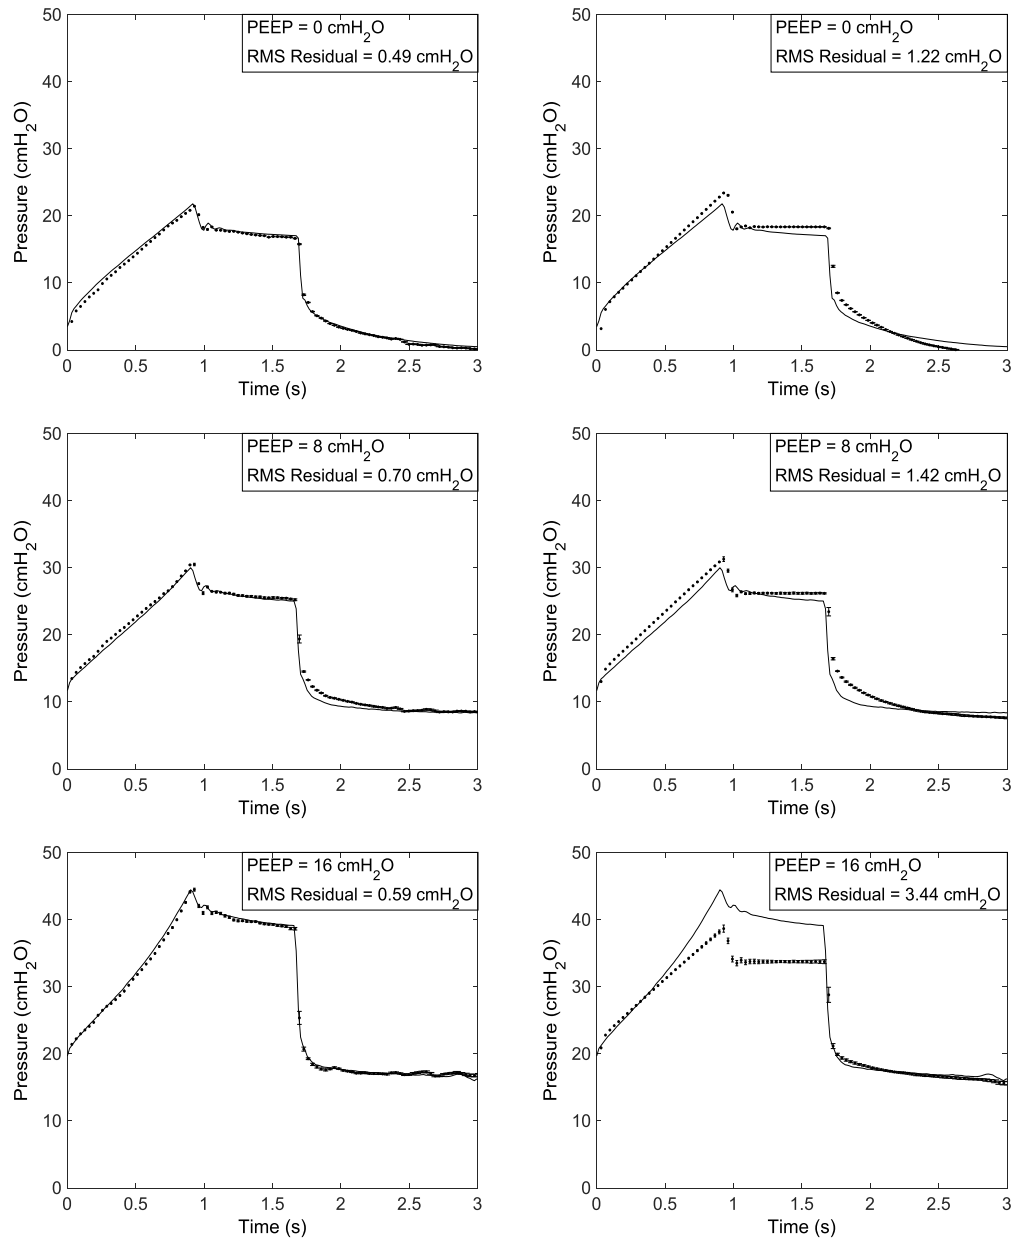 PEEP = 0 cmH2O
RMS Residual = 0.49 cmH2O
50
40
30
20
10
0
Pressure (cmH2O)
0 0.5 1 1.5 2 2.5 3
Time (s)
PEEP = 0 cmH2O
RMS Residual = 1.22 cmH2O
50
40
30
20
10
0
Pressure (cmH2O)
0 0.5 1 1.5 2 2.5 3
Time (s)
PEEP = 8 cmH2O
RMS Residual = 0.70 cmH2O
50
40
30
20
10
0
Pressure (cmH2O)
0 0.5 1 1.5 2 2.5 3
Time (s)
PEEP = 8 cmH2O
RMS Residual = 1.42 cmH2O
50
40
30
20
10
0
Pressure (cmH2O)
0 0.5 1 1.5 2 2.5 3
Time (s)
PEEP = 16 cmH2O
RMS Residual = 0.59 cmH2O
50
40
30
20
10
0
Pressure (cmH2O)
0 0.5 1 1.5 2 2.5 3
Time (s)
PEEP = 16 cmH2O
RMS Residual = 3.44 cmH2O
50
40
30
20
10
0
Pressure (cmH2O)
0 0.5 1 1.5 2 2.5 3
Time (s)